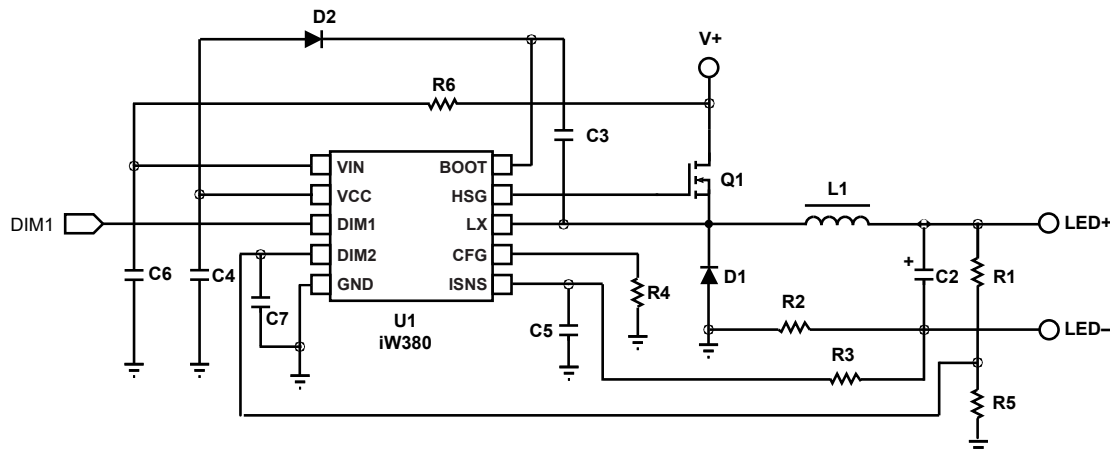 D2
V+
R6
C3
VIN
BOOT
VCC
HSG
Q1
L1
DIM1
DIM1
LX
LED+
DIM2
CFG
+
C6
C4
C7
GND
ISNS
R4
D1
C2
R1
R2
U1
iW380
C5
LED–
R3
R5